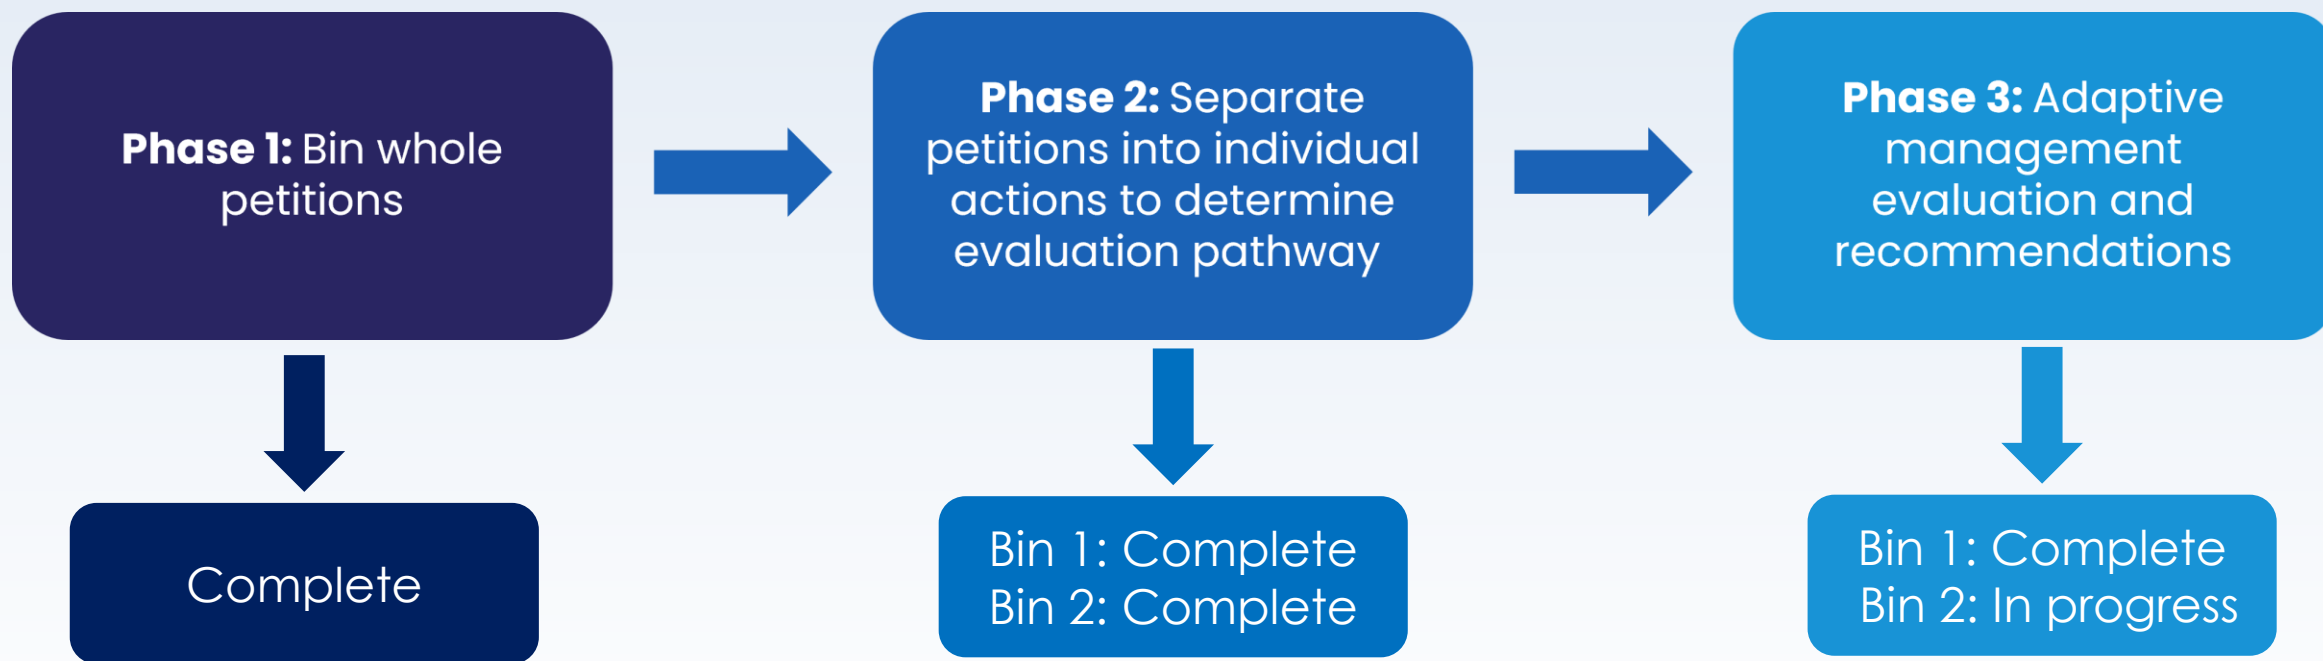 Phase 1: Bin whole
petitions
Phase 2: Separate
petitions into individual
actions to determine
evaluation pathway
Phase 3: Adaptive
management
evaluation and
recommendations
Complete
Bin 1: Complete
Bin 2: Complete
Bin 1: Complete
Bin 2: In progress